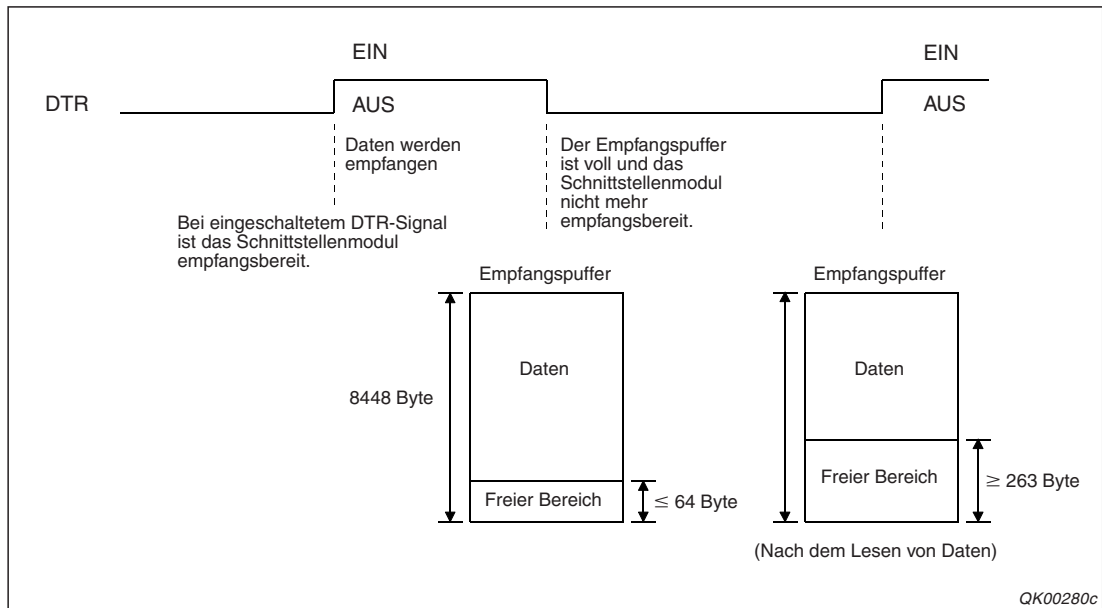 EIN
EIN
DTR
AUS
AUS
Daten werden
empfangen
Der Empfangspuffer
ist voll und das
Schnittstellenmodul
nicht mehr
empfangsbereit.
Bei eingeschaltetem DTR-Signal
ist das Schnittstellenmodul
empfangsbereit.
Empfangspuffer
Empfangspuffer
Daten
Daten
8448 Byte
Freier Bereich
≤ 64 Byte
Freier Bereich
≥ 263 Byte
(Nach dem Lesen von Daten)
QK00280c